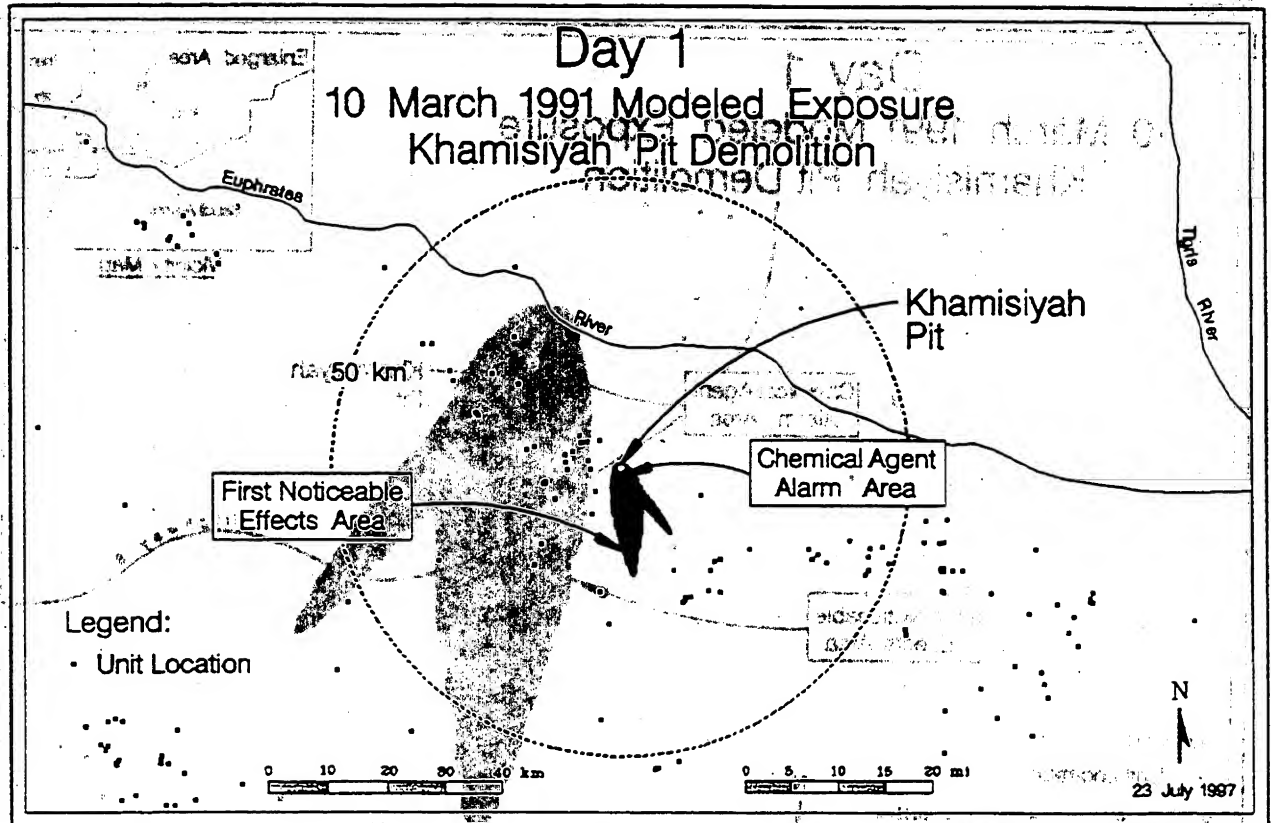 Day 1
10 March 1991 Modeled Exposure
Khamisiyah Pit Demolition
Euphrates
River
Tigris
River
Khamisiyah
Pit
50 km
Chemical Agent
Alarm Area
First Noticeable
Effects Area
Legend:
Unit Location
N
0 10 20 30 40 km
0 5 10 15 20 mi
23 July 1997